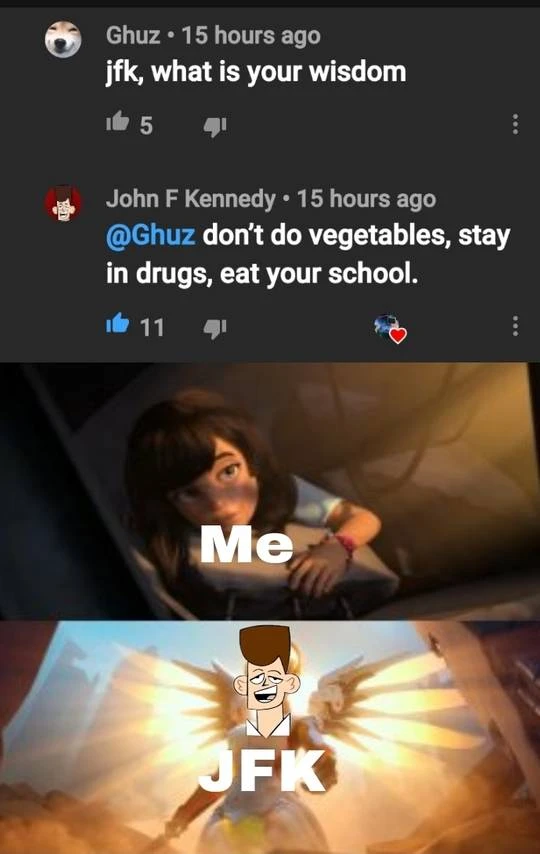 Ghuz • 15 hours ago
jfk, what is your wisdom
5
John F Kennedy • 15 hours ago
@Ghuz don't do vegetables, stay
in drugs, eat your school.
11
Me
JFK